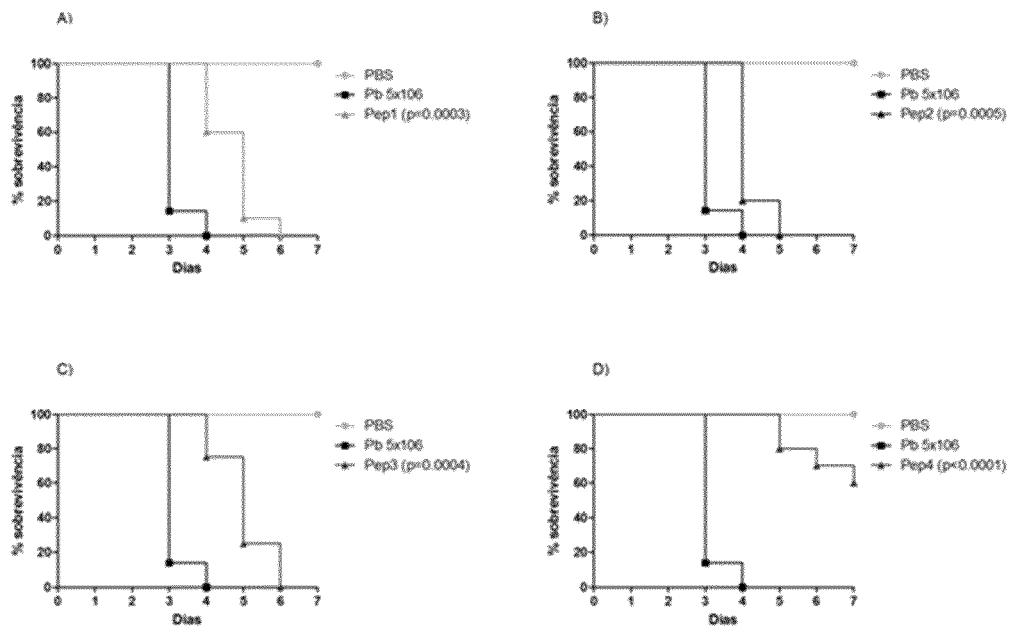 A)
100
80
60
40
20
0
% sobrevivência
0 1 2 3 4 5 6 7
Dias
PBS
Pb 5x106
Pep1 (p=0.0003)
B)
100
80
60
40
20
0
% sobrevivência
0 1 2 3 4 5 6 7
Dias
PBS
Pb 5x106
Pep2 (p=0.0005)
C)
100
80
60
40
20
0
% sobrevivência
0 1 2 3 4 5 6 7
Dias
PBS
Pb 5x106
Pep3 (p=0.0004)
D)
100
80
60
40
20
0
% sobrevivência
0 1 2 3 4 5 6 7
Dias
PBS
Pb 5x106
Pep4 (p<0.0001)